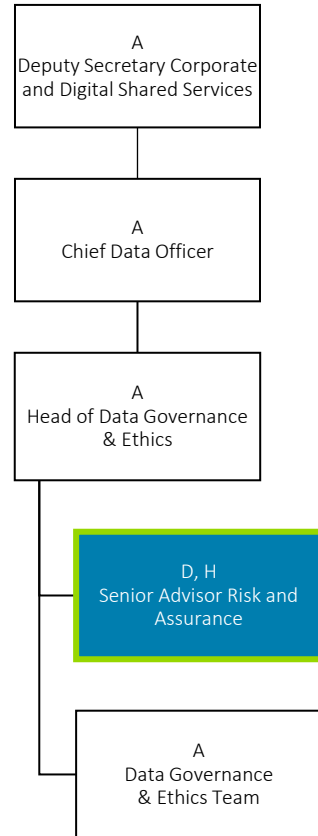 A
Deputy Secretary Corporate
and Digital Shared Services
A
Chief Data Officer
A
Head of Data Governance
& Ethics
D, H
Senior Advisor Risk and
Assurance
A
Data Governance
& Ethics Team